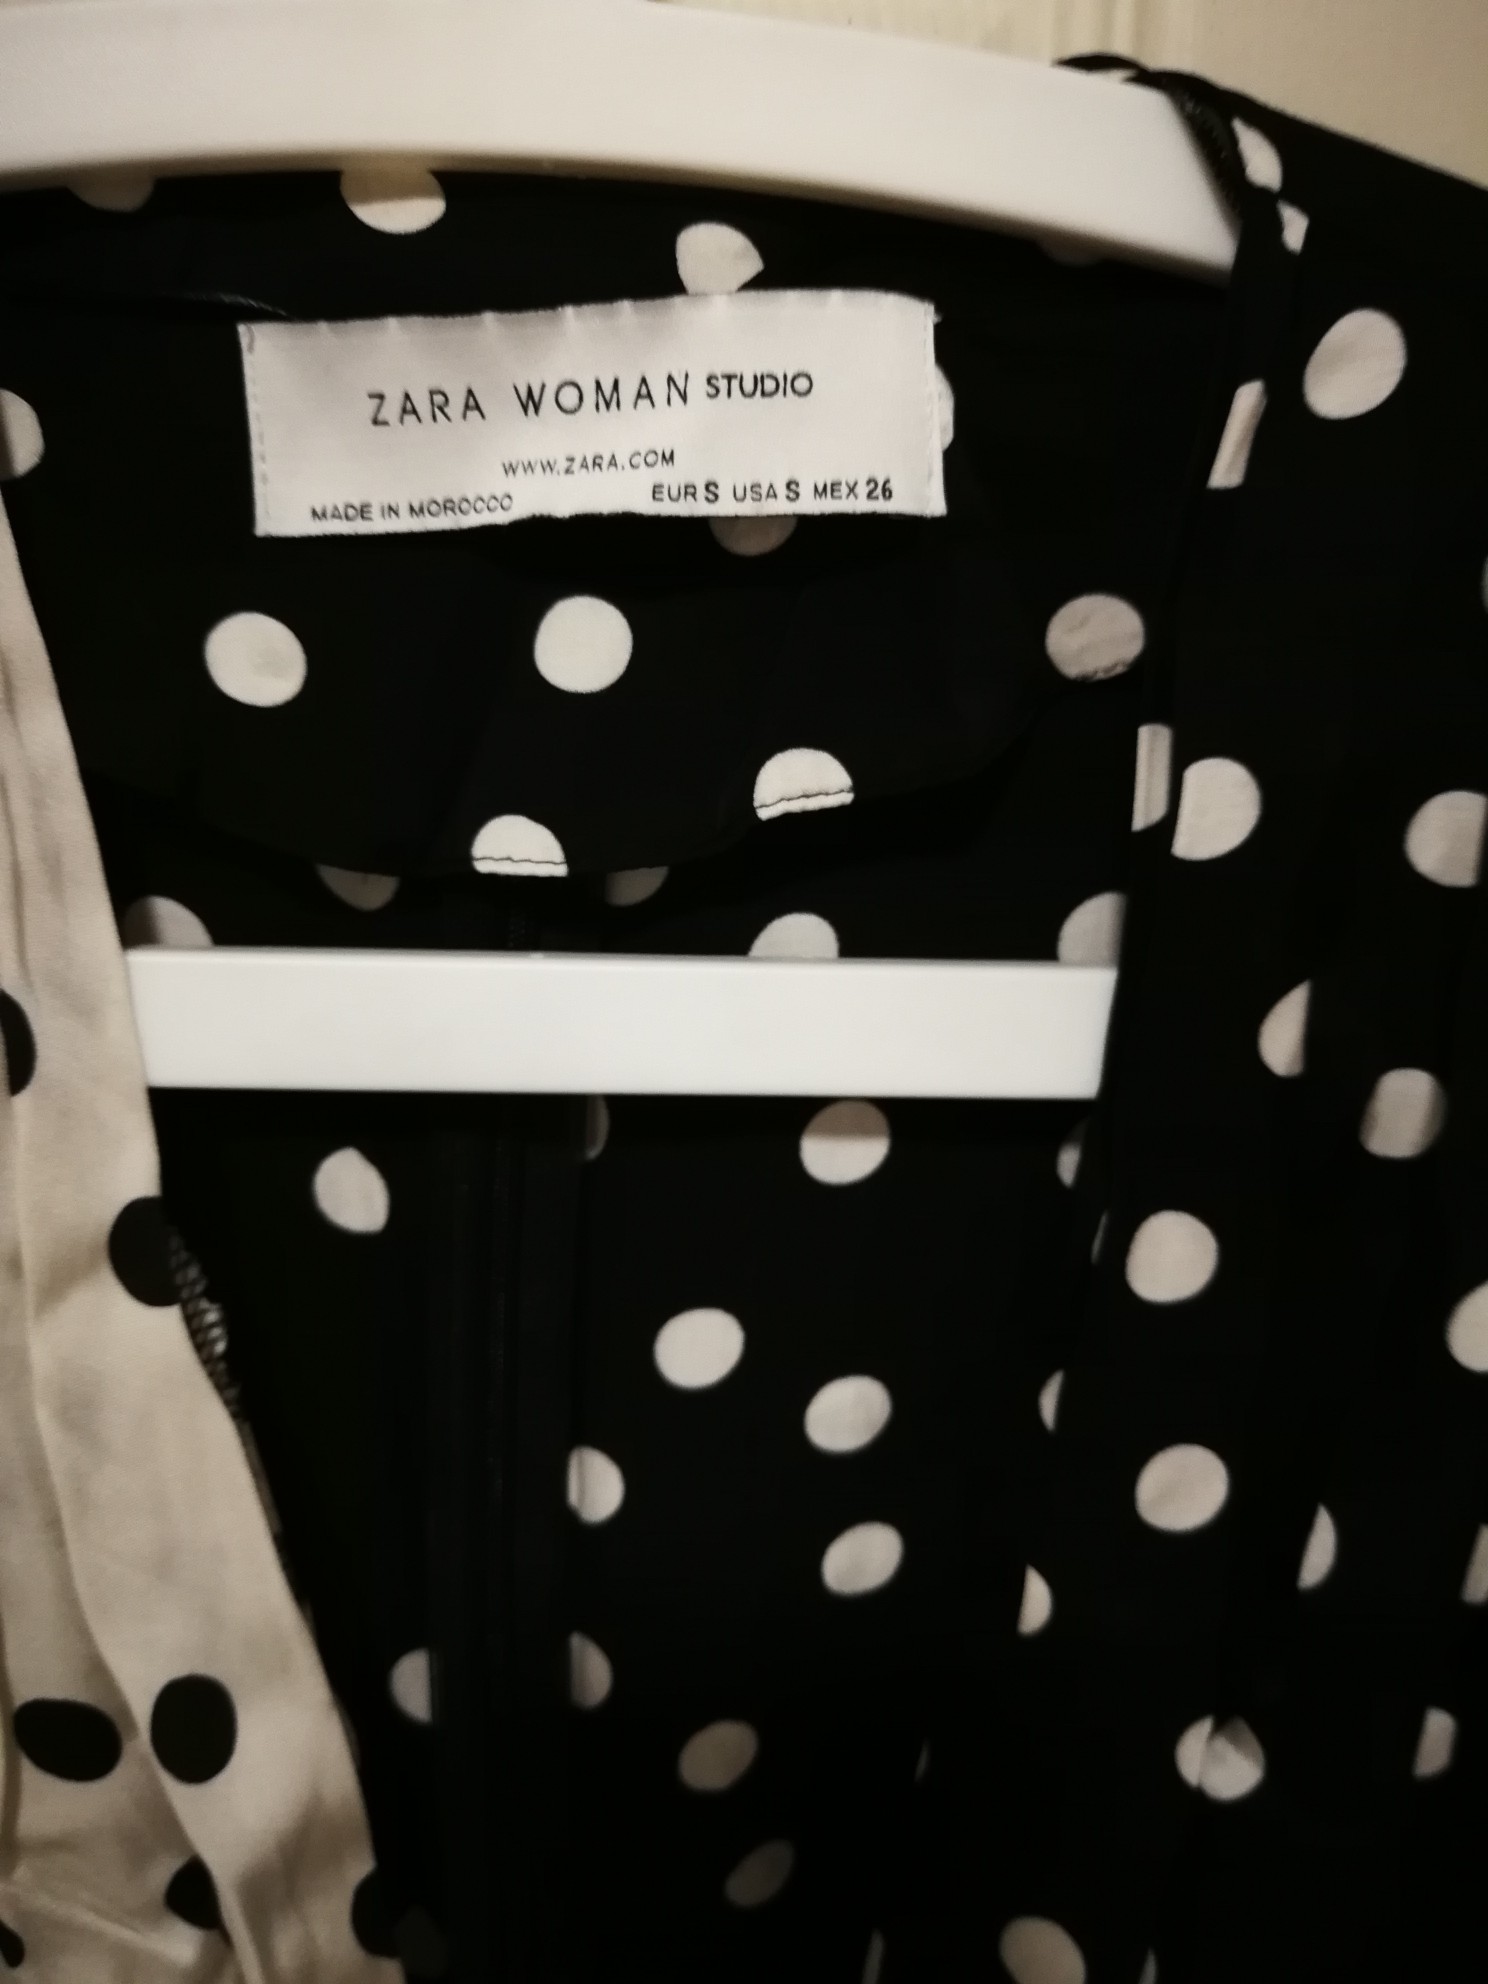 ZARA WOMAN STUDIO
WWW.ZARA.COM
MADE IN MOROCCO EUR S USA S MEX 26